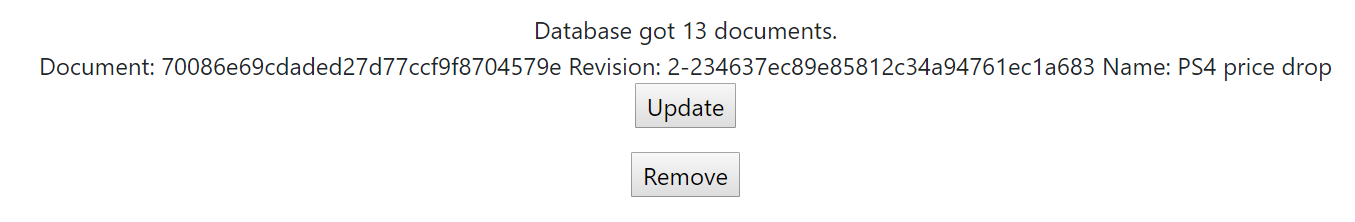 Database got 13 documents.
Document: 70086e69cdaded27d77ccf9f8704579e Revision: 2-234637ec89e85812c34a94761ec1a683 Name: PS4 price drop
Update
Remove